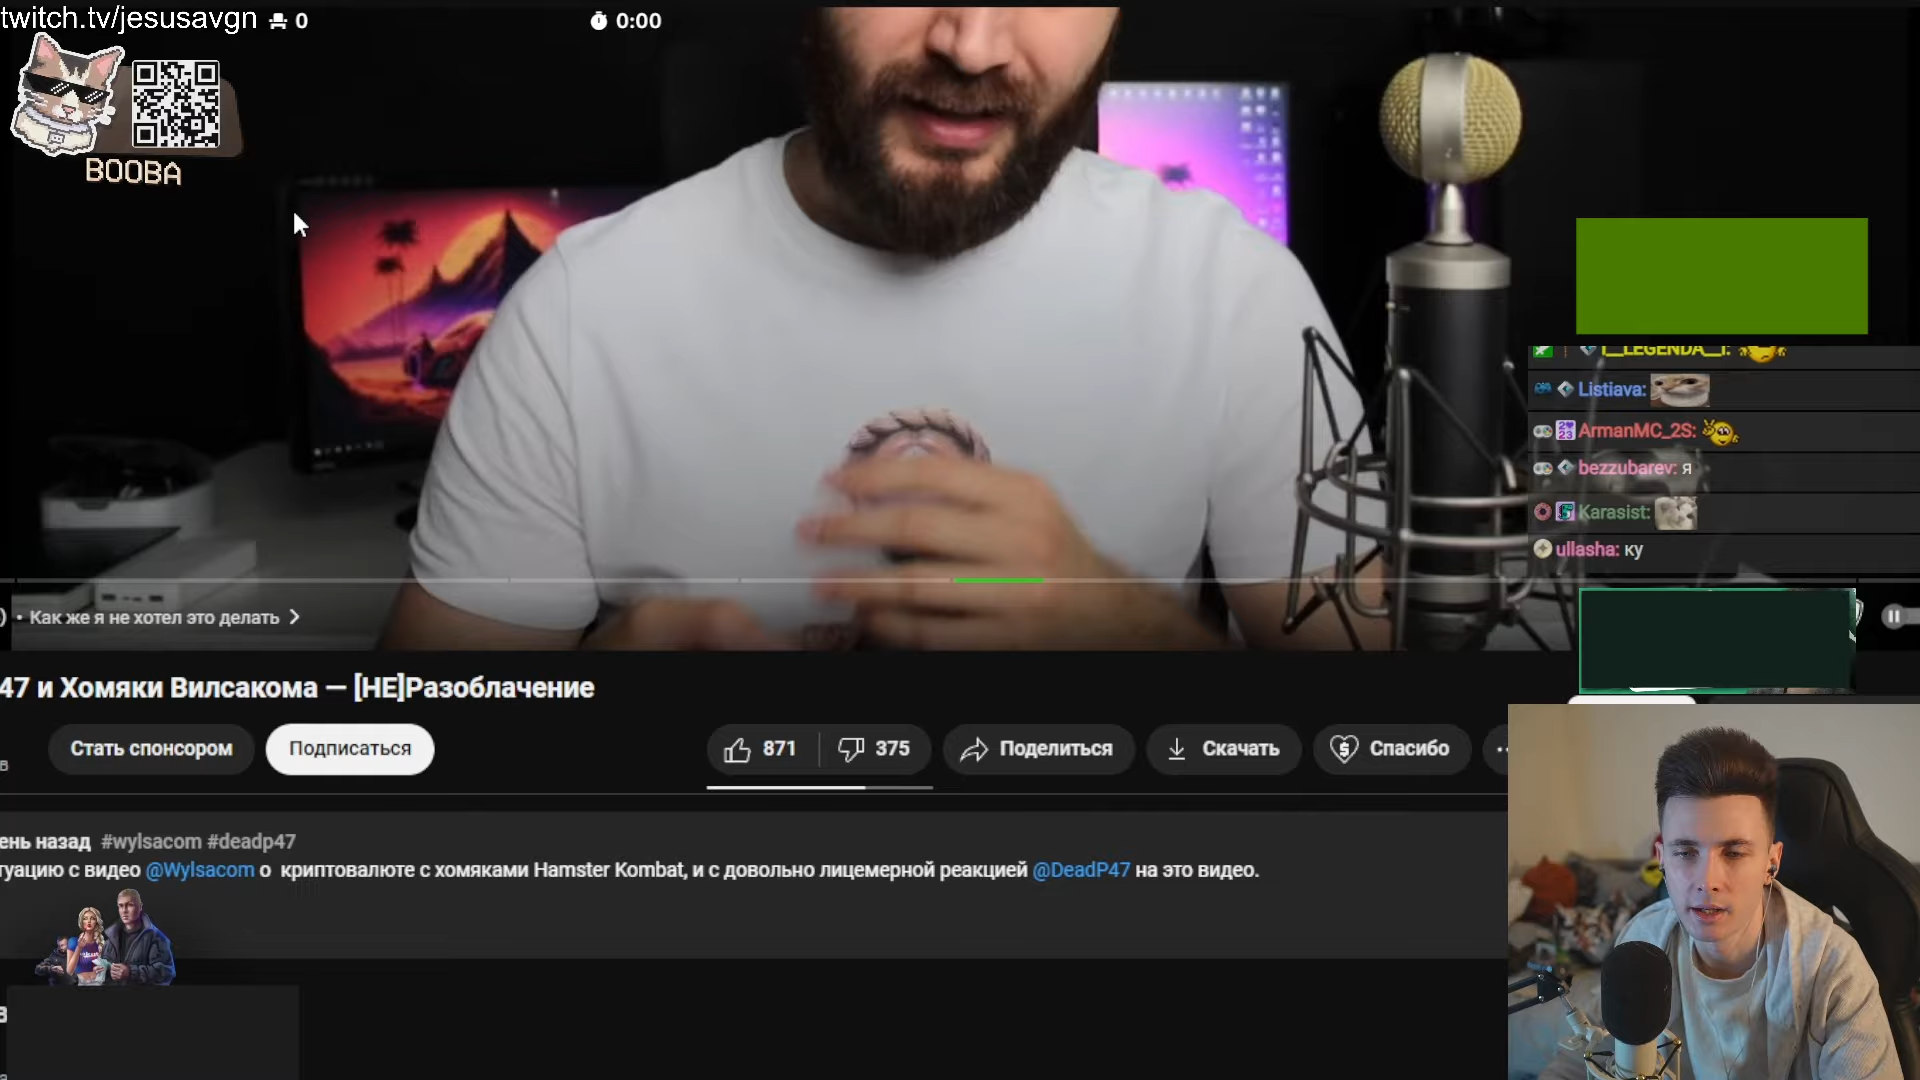 twitch.tv/jesusavgn 0
0:00
BOOBA
I__LEGENDA__I:
Listiava:
ArmanMC_2S:
bezzubarev: я
Karasist:
ullasha: ку
• Как же я не хотел это делать
47 и Хомяки Вилсакома — [НЕ]Разоблачение
Стать спонсором
Подписаться
871
375
Поделиться
Скачать
Спасибо
ень назад #wylsacom #deadp47
туацию с видео @Wylsacom о криптовалюте с хомяками Hamster Kombat, и с довольно лицемерной реакцией @DeadP47 на это видео.